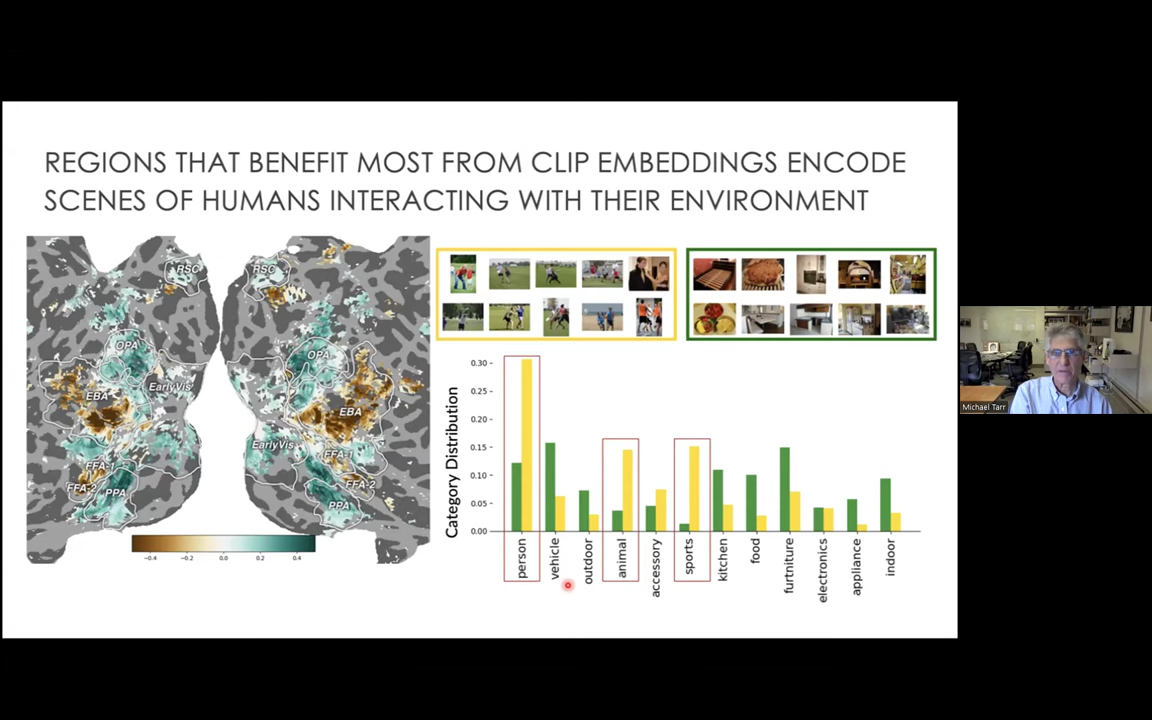 REGIONS THAT BENEFIT MOST FROM CLIP EMBEDDINGS ENCODE
SCENES OF HUMANS INTERACTING WITH THEIR ENVIRONMENT
RSC
RSC
OPA
OPA
EBA
EarlyVis
EBA
EarlyVis
FFA-1
FFA-1
FFA-2
PPA
FFA-2
PPA
−0.4
−0.2
0.0
0.2
0.4
Category Distribution
0.30
0.25
0.20
0.15
0.10
0.05
0.00
person
vehicle
outdoor
animal
accessory
sports
kitchen
food
furtniture
electronics
appliance
indoor
Michael Tarr